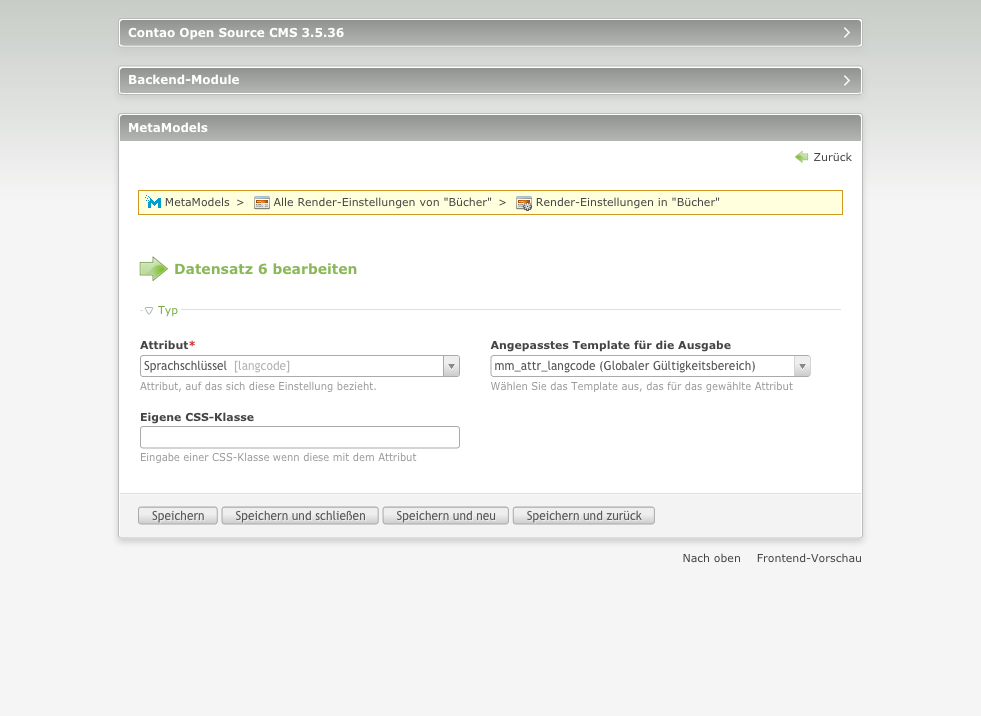 Contao Open Source CMS 3.5.36
Backend-Module
MetaModels
Zurück
MetaModels > Alle Render-Einstellungen von "Bücher" > Render-Einstellungen in "Bücher"
Datensatz 6 bearbeiten
Typ
Attribut* Angepasstes Template für die Ausgabe
Sprachschlüssel [langcode] mm_attr_langcode (Globaler Gültigkeitsbereich)
Attribut, auf das sich diese Einstellung bezieht. Wählen Sie das Template aus, das für das gewählte Attribut
Eigene CSS-Klasse
Eingabe einer CSS-Klasse wenn diese mit dem Attribut
Speichern Speichern und schließen Speichern und neu Speichern und zurück
Nach oben Frontend-Vorschau